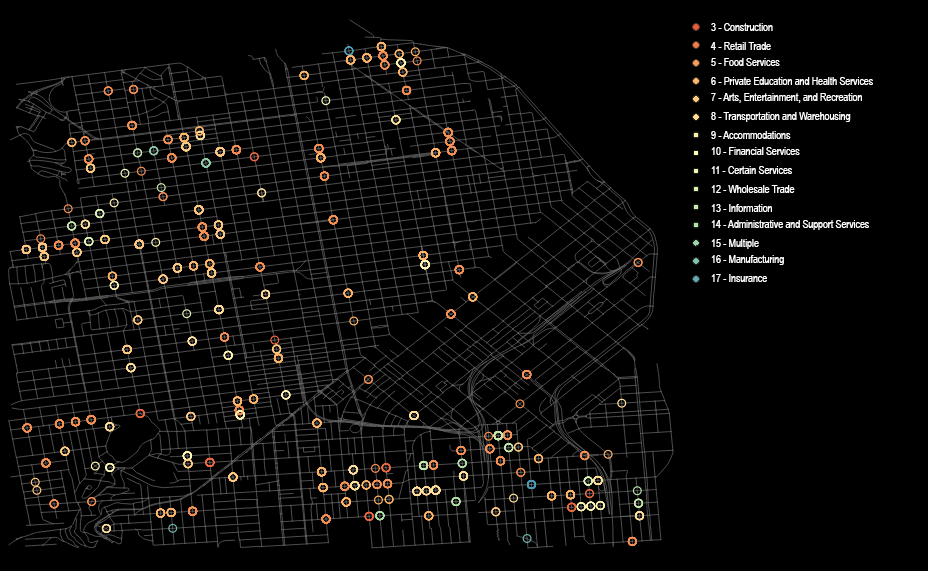 3 - Construction
4 - Retail Trade
5 - Food Services
6 - Private Education and Health Services
7 - Arts, Entertainment, and Recreation
8 - Transportation and Warehousing
9 - Accommodations
10 - Financial Services
11 - Certain Services
12 - Wholesale Trade
13 - Information
14 - Administrative and Support Services
15 - Multiple
16 - Manufacturing
17 - Insurance